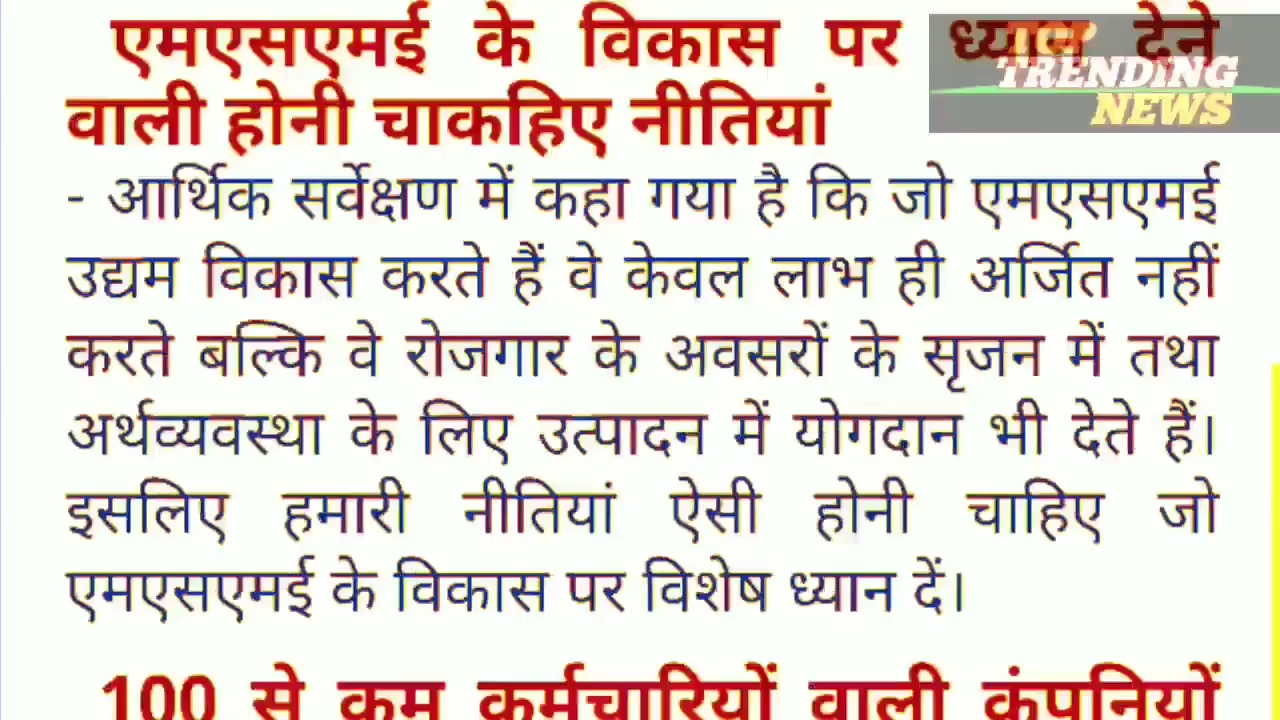 एमएसएमई के विकास पर ध्यान देने
वाली होनी चाकहिए नीतियां
TOP
TRENDING
NEWS
- आर्थिक सर्वेक्षण में कहा गया है कि जो एमएसएमई
उद्यम विकास करते हैं वे केवल लाभ ही अर्जित नहीं
करते बल्कि वे रोजगार के अवसरों के सृजन में तथा
अर्थव्यवस्था के लिए उत्पादन में योगदान भी देते हैं।
इसलिए हमारी नीतियां ऐसी होनी चाहिए जो
एमएसएमई के विकास पर विशेष ध्यान दें।
100 से कम कर्मचारियों वाली कंपनियों